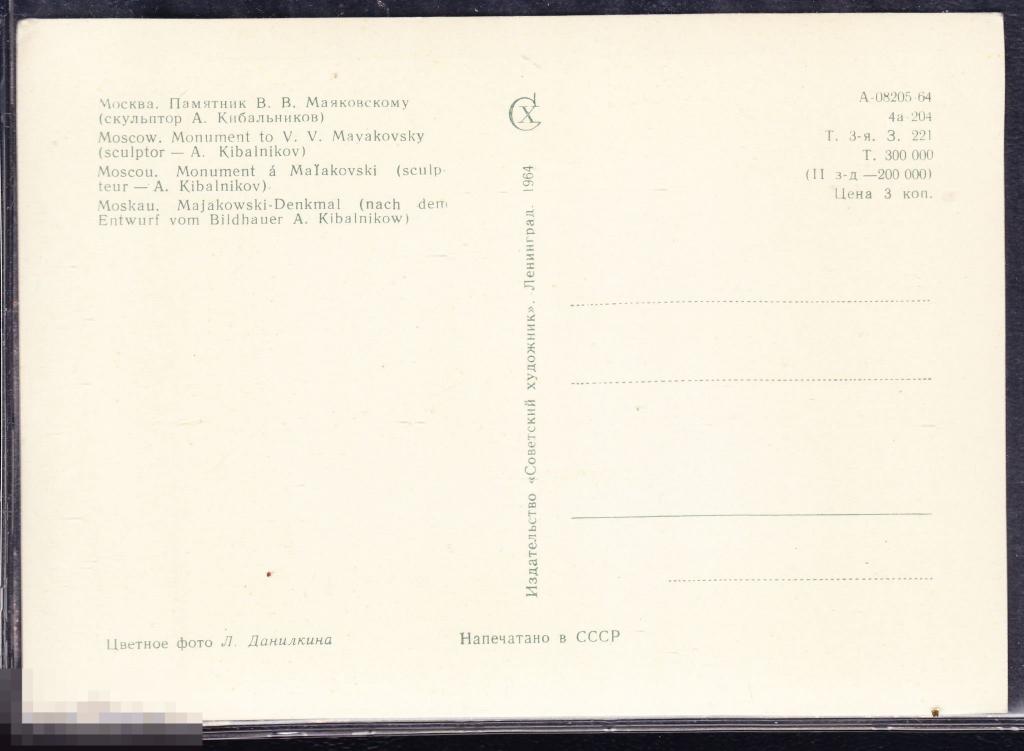 Москва. Памятник В. В. Маяковскому
(скульптор А. Кибальников)
Moscow. Monument to V. V. Mayakovsky
(sculptor — A. Kibalnikov)
Moscou. Monument á Maïakovski (sculp-
teur — A. Kibalnikov)
Moskau. Majakowski-Denkmal (nach dem
Entwurf vom Bildhauer A. Kibalnikow)
СХ
Издательство «Советский художник». Ленинград. 1964
А-08205 64
4а-204
Т. 3-я. З. 221
Т. 300 000
(II з-д —200 000)
Цена 3 коп.
Цветное фото Л. Данилкина
Напечатано в СССР